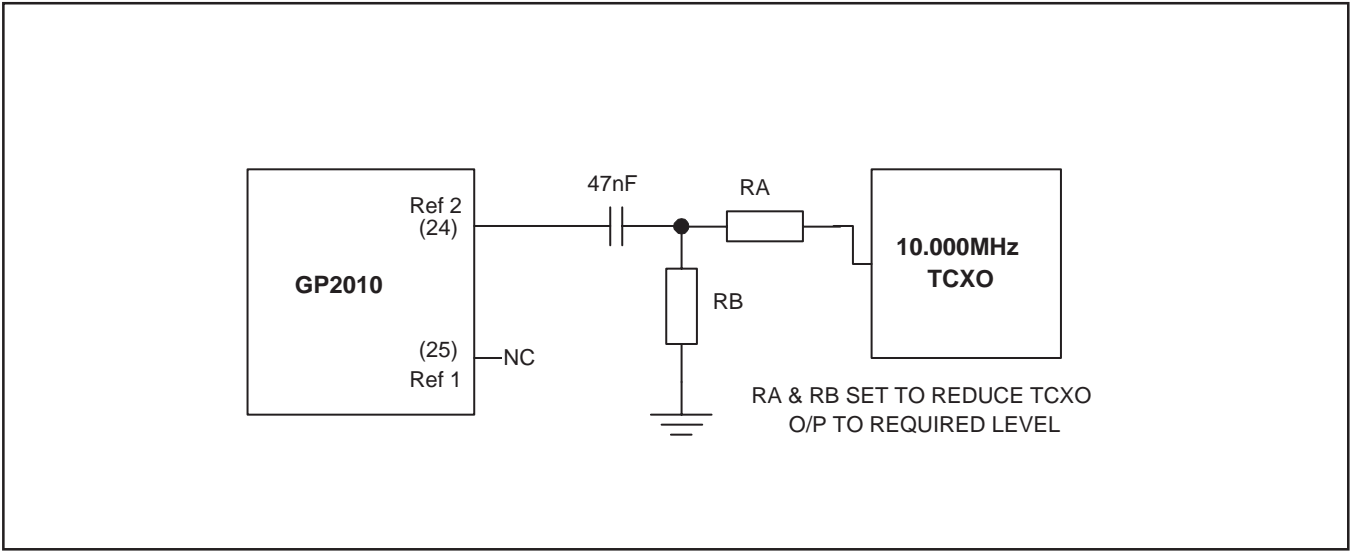 47nF
RA
Ref 2
(24)
10.000MHz
TCXO
GP2010
RB
(25)
NC
Ref 1
RA & RB SET TO REDUCE TCXO
O/P TO REQUIRED LEVEL